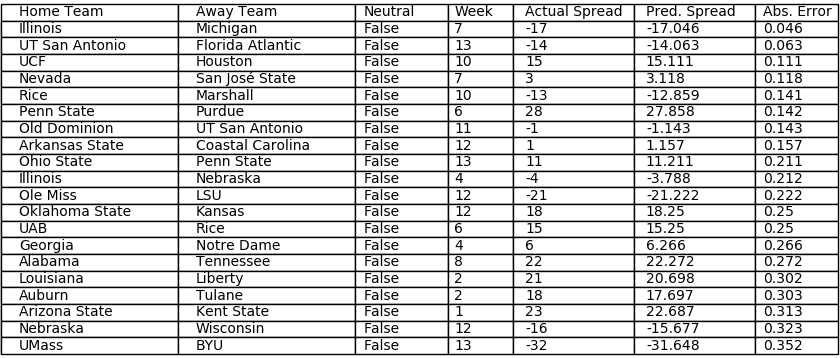 Home Team Away Team Neutral Week Actual Spread Pred. Spread Abs. Error
Illinois Michigan False 7 -17 -17.046 0.046
UT San Antonio Florida Atlantic False 13 -14 -14.063 0.063
UCF Houston False 10 15 15.111 0.111
Nevada San José State False 7 3 3.118 0.118
Rice Marshall False 10 -13 -12.859 0.141
Penn State Purdue False 6 28 27.858 0.142
Old Dominion UT San Antonio False 11 -1 -1.143 0.143
Arkansas State Coastal Carolina False 12 1 1.157 0.157
Ohio State Penn State False 13 11 11.211 0.211
Illinois Nebraska False 4 -4 -3.788 0.212
Ole Miss LSU False 12 -21 -21.222 0.222
Oklahoma State Kansas False 12 18 18.25 0.25
UAB Rice False 6 15 15.25 0.25
Georgia Notre Dame False 4 6 6.266 0.266
Alabama Tennessee False 8 22 22.272 0.272
Louisiana Liberty False 2 21 20.698 0.302
Auburn Tulane False 2 18 17.697 0.303
Arizona State Kent State False 1 23 22.687 0.313
Nebraska Wisconsin False 12 -16 -15.677 0.323
UMass BYU False 13 -32 -31.648 0.352